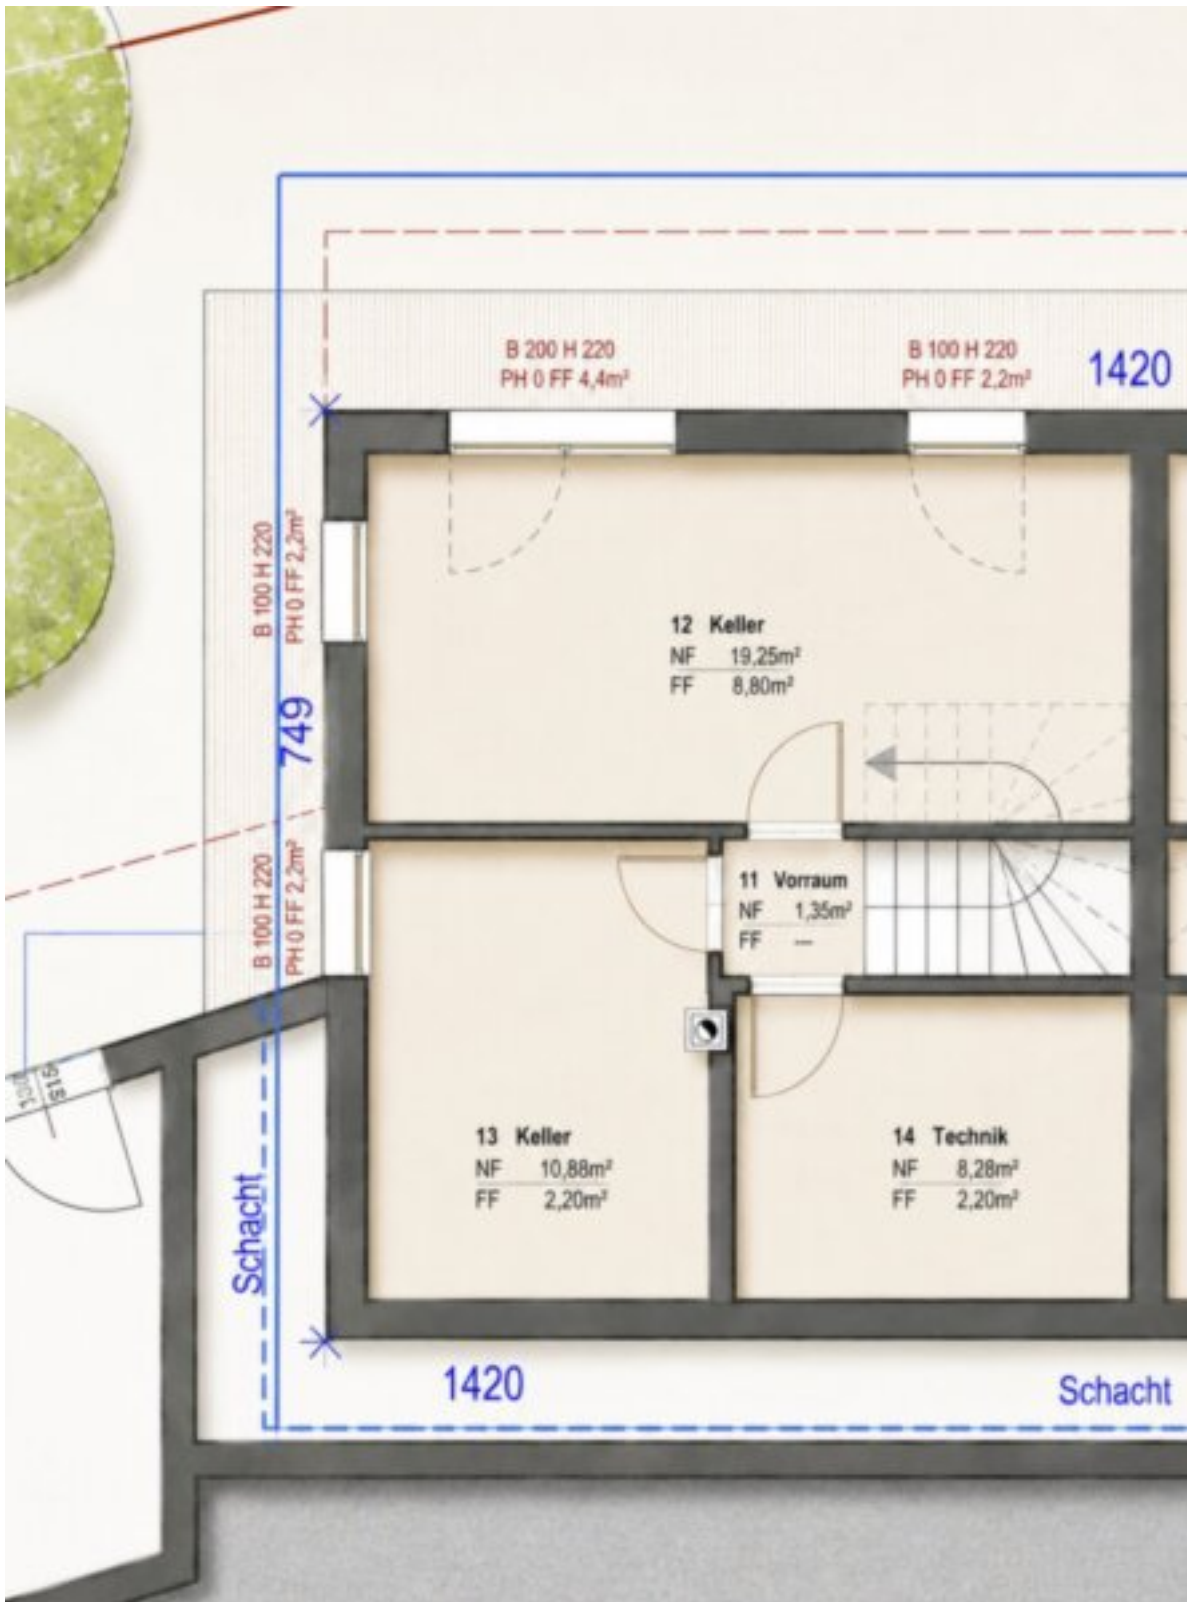 B 200 H 220
PH 0 FF 4,4m²
B 100 H 220
PH 0 FF 2,2m²
1420
B 100 H 220
PH 0 FF 2,2m²
749
12 Keller
NF 19,25m²
FF 8,80m²
B 100 H 220
PH 0 FF 2,2m²
11 Vorraum
NF 1,35m²
FF ---
13 Keller
NF 10,88m²
FF 2,20m²
14 Technik
NF 8,28m²
FF 2,20m²
Schacht
1420
Schacht